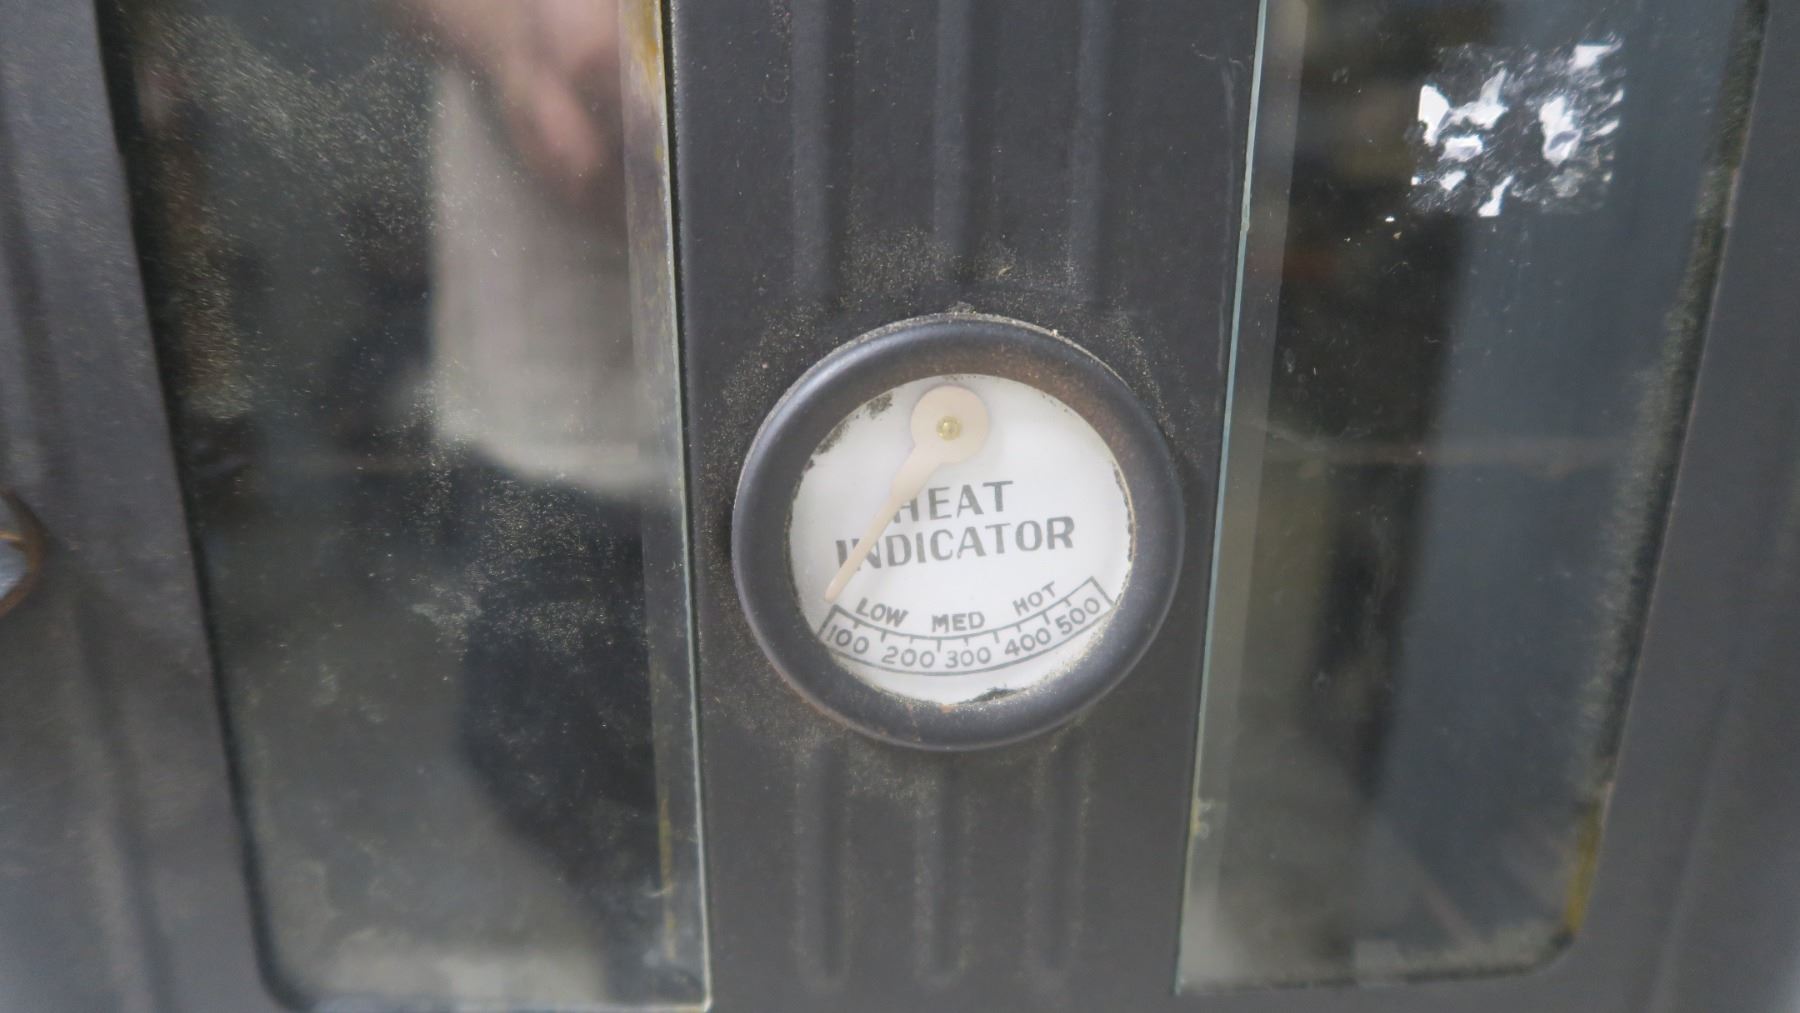 HEAT
INDICATOR
LOW MED HOT
100 200 300 400 500